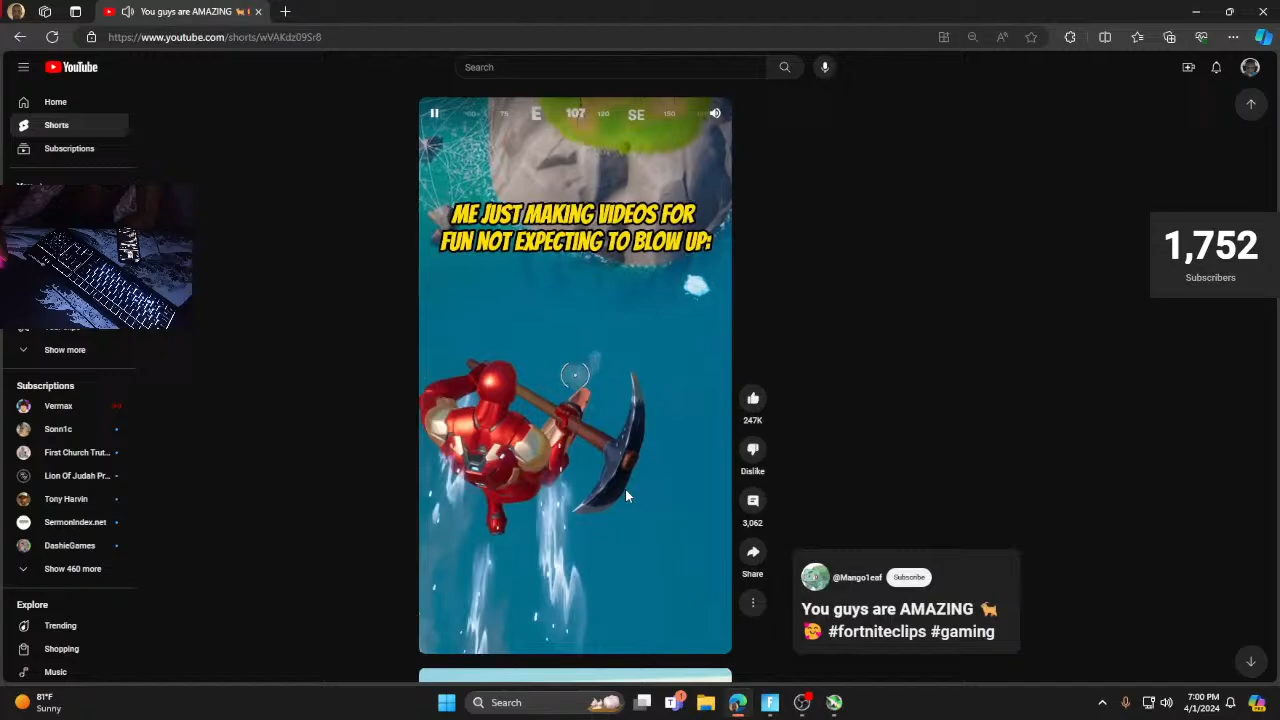 You guys are AMAZING
https://www.youtube.com/shorts/wVAKdz09Sr8
YouTube
Search
Home
Shorts
Subscriptions
Show more
Subscriptions
Vermax
Sonn1c
First Church Trut...
Lion Of Judah Pr...
Tony Harvin
SermonIndex.net
DashieGames
Show 460 more
Explore
Trending
Shopping
Music
75 E 107 120 SE 150
ME JUST MAKING VIDEOS FOR
FUN NOT EXPECTING TO BLOW UP:
247K
Dislike
3,062
Share
@Mango1eaf Subscribe
You guys are AMAZING 🐈
🥰 #fortniteclips #gaming
1,752
Subscribers
81°F
Sunny
Search
7:00 PM
4/3/2024